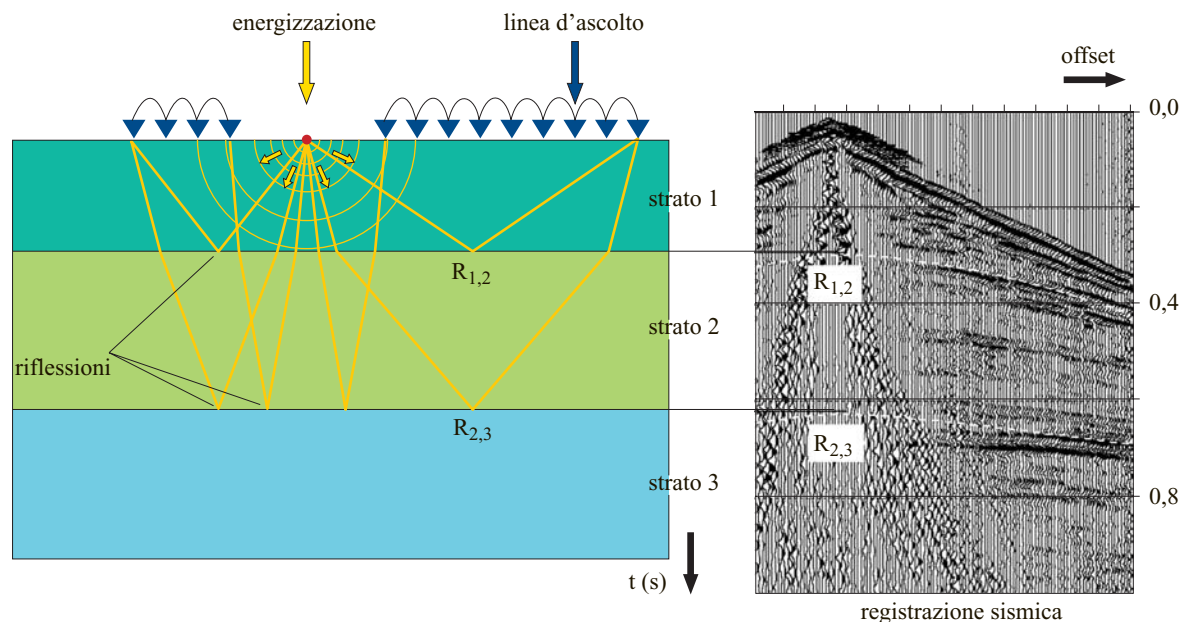 energizzazione
linea d'ascolto
offset
0,0
strato 1
R1,2
R1,2
0,4
strato 2
riflessioni
R2,3
R2,3
strato 3
0,8
t (s)
registrazione sismica